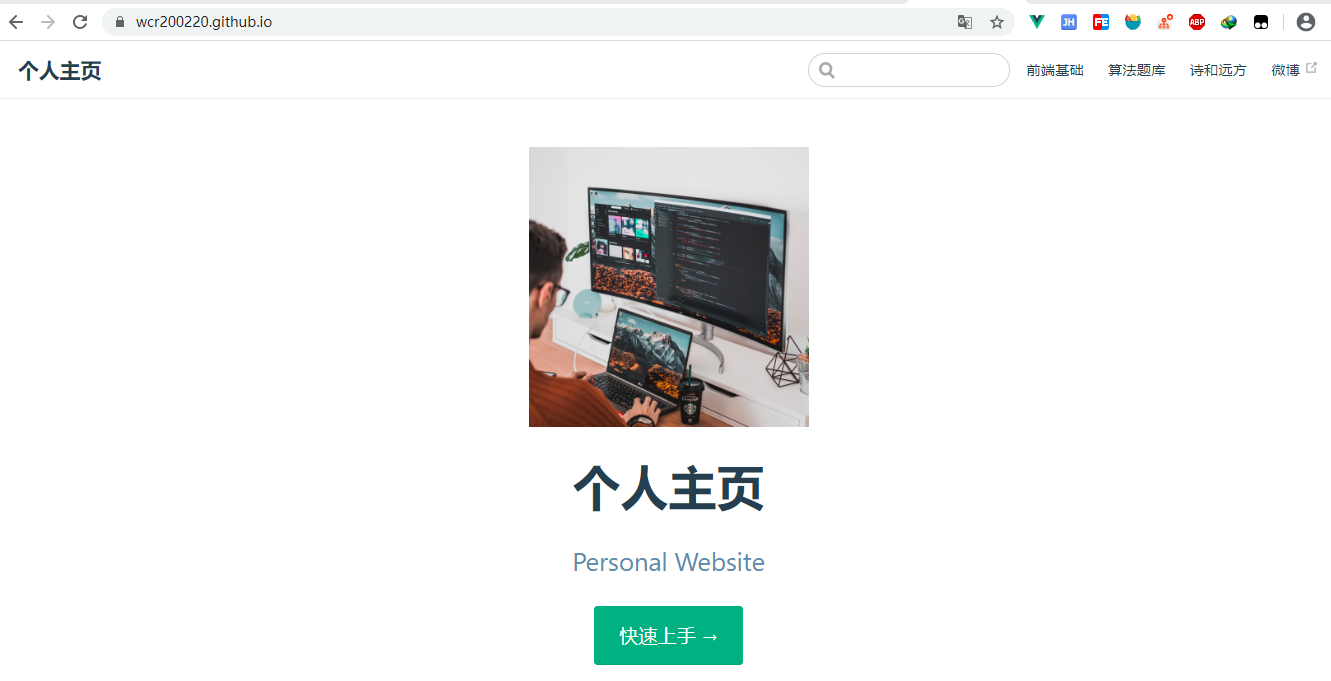 wcr200220.github.io
JH
FE
ABP
个人主页
前端基础 算法题库 诗和远方 微博
个人主页
Personal Website
快速上手 →